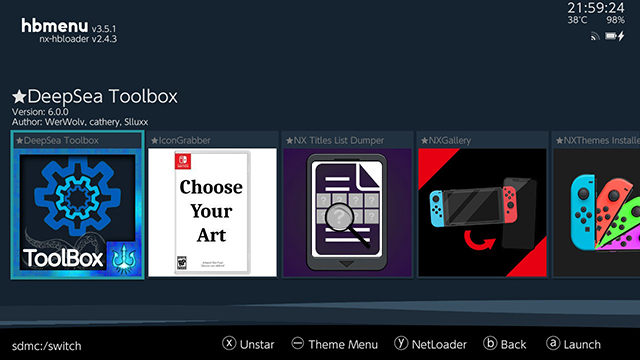 hbmenu v3.5.1
nx-hbloader v2.4.3
21:59:24
38°C 98%
★DeepSea Toolbox
Version: 6.0.0
Author: WerWolv, cathery, Slluxx
★DeepSea Toolbox ★IconGrabber ★NX Titles List Dumper ★NXGallery ★NXThemes Installe
Choose
Your
Art
ToolBox
sdmc:/switch X Unstar − Theme Menu y NetLoader b Back a Launch